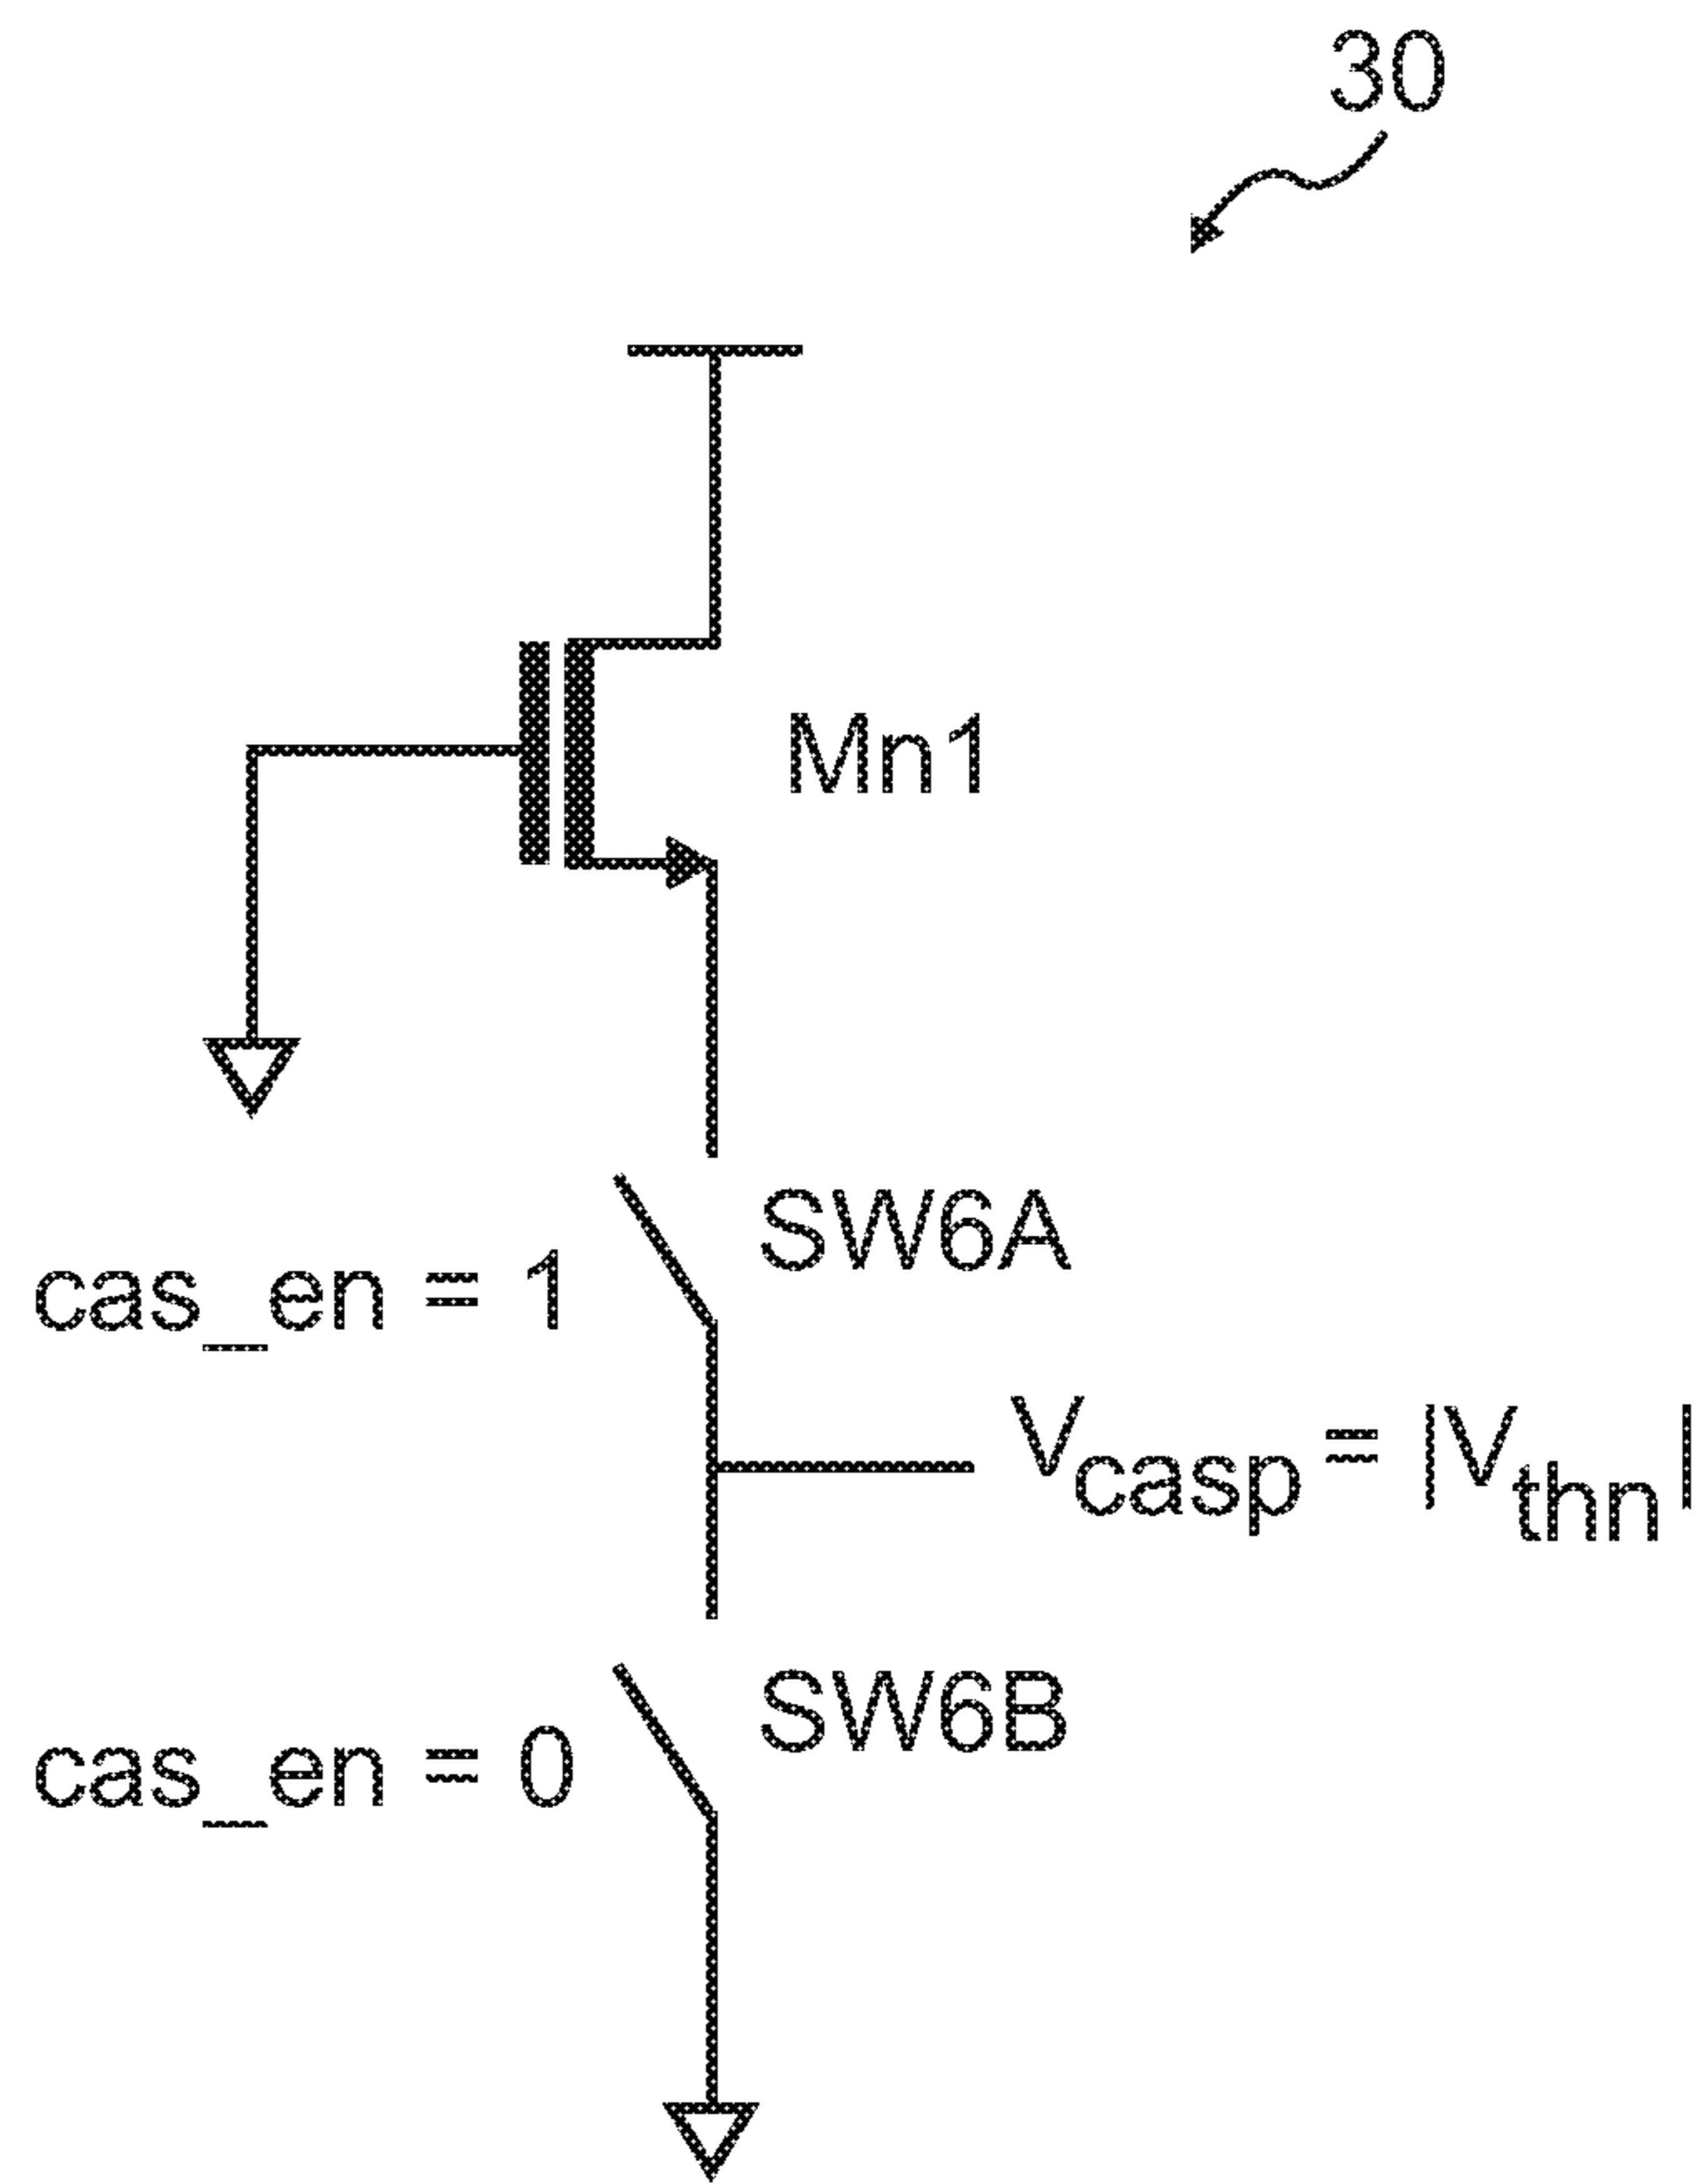 30
Mn1
SW6A
cas_en = 1
Vcasp = |Vthn|
SW6B
cas_en = 0